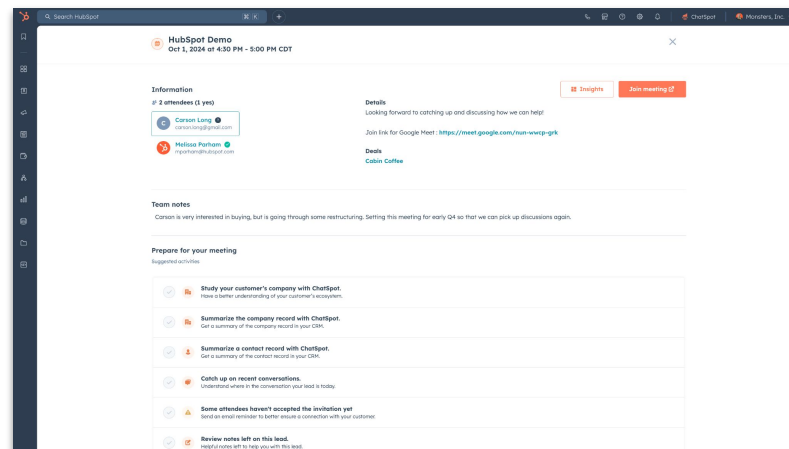 Search HubSpot
⌘ K
+
ChatSpot
Monsters, Inc.
HubSpot Demo
Oct 1, 2024 at 4:30 PM - 5:00 PM CDT
Insights
Join meeting
Information
2 attendees (1 yes)
C
Carson Long
carson.long@gmail.com
Melissa Parham
mparham@hubspot.com
Details
Looking forward to catching up and discussing how we can help!
Join link for Google Meet : https://meet.google.com/nun-wwcp-grk
Deals
Cabin Coffee
Team notes
Carson is very interested in buying, but is going through some restructuring. Setting this meeting for early Q4 so that we can pick up discussions again.
Prepare for your meeting
Suggested activities
Study your customer's company with ChatSpot.
Have a better understanding of your customer's ecosystem.
Summarize the company record with ChatSpot.
Get a summary of the company record in your CRM.
Summarize a contact record with ChatSpot.
Get a summary of the contact record in your CRM.
Catch up on recent conversations.
Understand where in the conversation your lead is today.
Some attendees haven't accepted the invitation yet
Send an email reminder to better ensure a connection with your customer.
Review notes left on this lead.
Helpful notes left to help you with this lead.